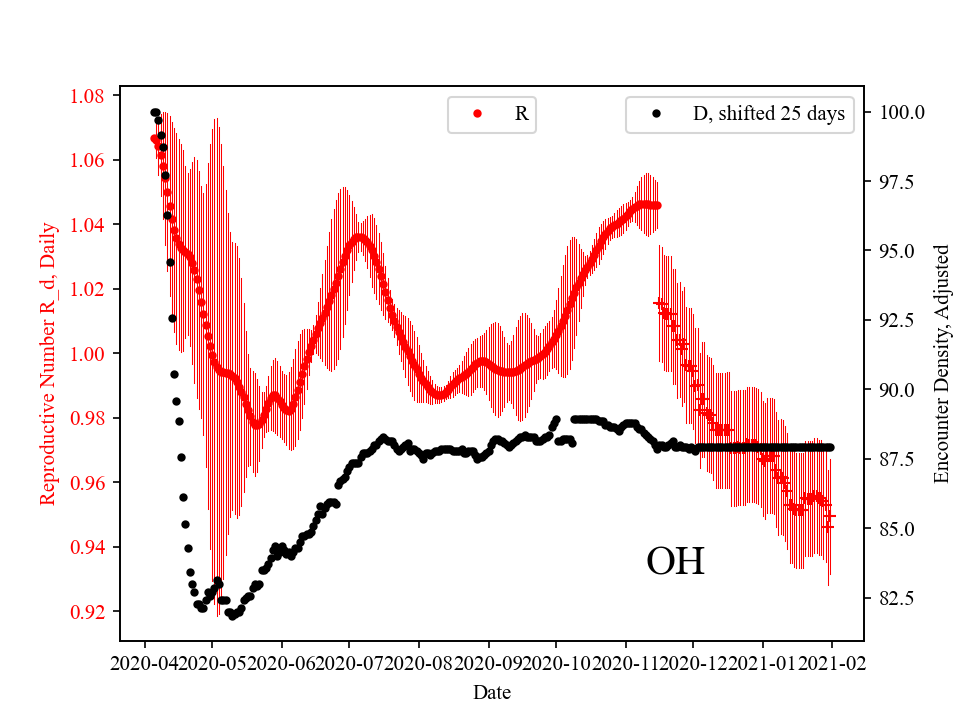 R
D, shifted 25 days
1.08
1.06
1.04
1.02
1.00
0.98
0.96
0.94
0.92
Reproductive Number R_d, Daily
100.0
97.5
95.0
92.5
90.0
87.5
85.0
82.5
Encounter Density, Adjusted
OH
2020-04 2020-05 2020-06 2020-07 2020-08 2020-09 2020-10 2020-11 2020-12 2021-01 2021-02
Date